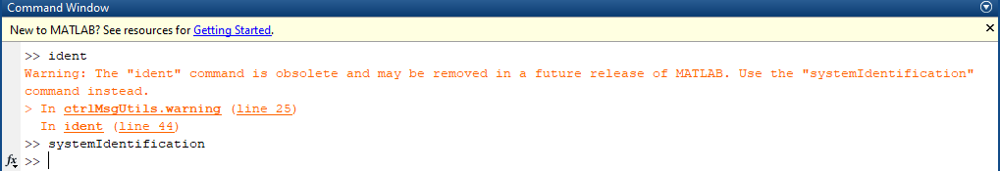 Command Window
New to MATLAB? See resources for Getting Started.
>> ident
Warning: The "ident" command is obsolete and may be removed in a future release of MATLAB. Use the "systemIdentification"
command instead.
> In ctrlMsgUtils.warning (line 25)
In ident (line 44)
>> systemIdentification
fx >>